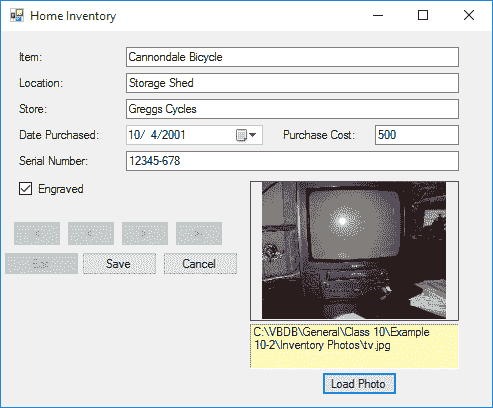 Home Inventory
Item: Cannondale Bicycle
Location: Storage Shed
Store: Greggs Cycles
Date Purchased: 10/ 4/2001 Purchase Cost: 500
Serial Number: 12345-678
Engraved
Save Cancel
C:\VBDB\General\Class 10\Example
10-2\Inventory Photos\tv.jpg
Load Photo